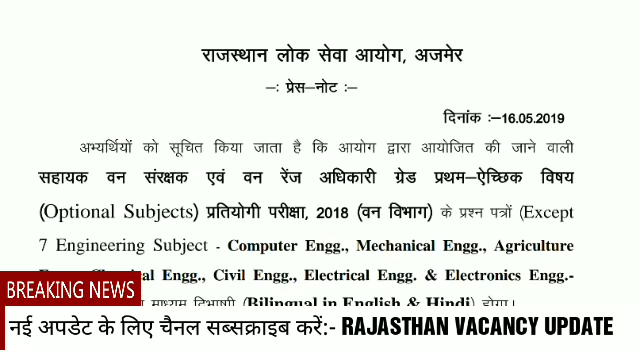 राजस्थान लोक सेवा आयोग, अजमेर
–: प्रेस–नोट :–
दिनांक :–16.05.2019
अभ्यर्थियों को सूचित किया जाता है कि आयोग द्वारा आयोजित की जाने वाली
सहायक वन संरक्षक एवं वन रेंज अधिकारी ग्रेड प्रथम–ऐच्छिक विषय
(Optional Subjects) प्रतियोगी परीक्षा, 2018 (वन विभाग) के प्रश्न पत्रों (Except
7 Engineering Subject - Computer Engg., Mechanical Engg., Agriculture
Engg., Civil Engg., Electrical Engg. & Electronics Engg.-
माध्यम द्विभाषी (Bilingual in English & Hindi) होगा।
BREAKING NEWS
नई अपडेट के लिए चैनल सब्सक्राइब करें:- RAJASTHAN VACANCY UPDATE